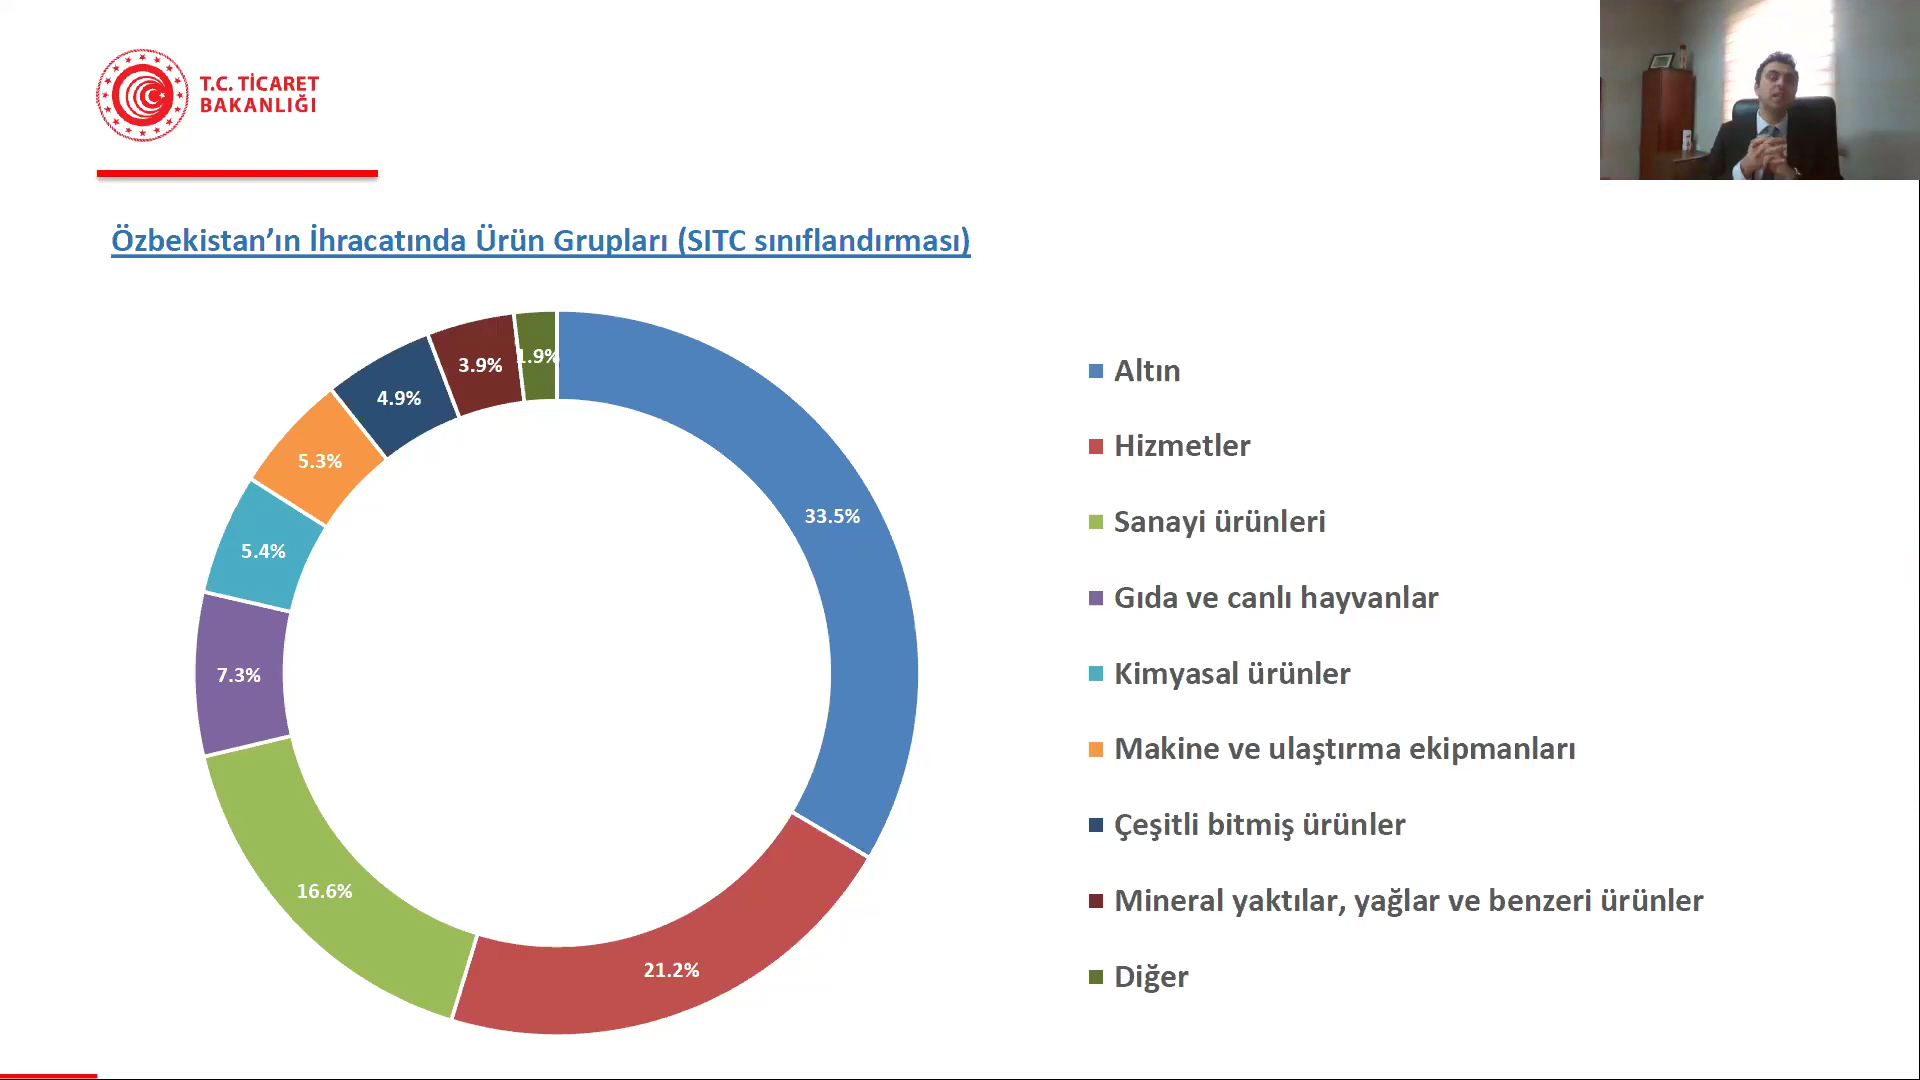 T.C. TİCARET
BAKANLIĞI
Özbekistan’ın İhracatında Ürün Grupları (SITC sınıflandırması)
33.5%
21.2%
16.6%
7.3%
5.4%
5.3%
4.9%
3.9%
1.9%
Altın
Hizmetler
Sanayi ürünleri
Gıda ve canlı hayvanlar
Kimyasal ürünler
Makine ve ulaştırma ekipmanları
Çeşitli bitmiş ürünler
Mineral yaktılar, yağlar ve benzeri ürünler
Diğer